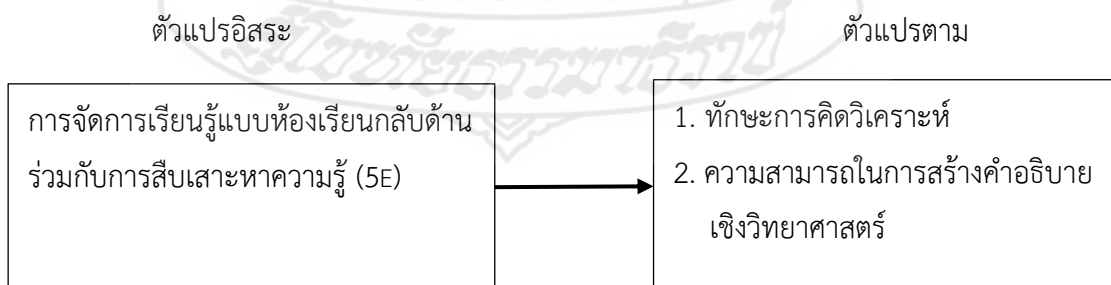 ตัวแปรอิสระ
ตัวแปรตาม
การจัดการเรียนรู้แบบห้องเรียนกลับด้าน
ร่วมกับการสืบเสาะหาความรู้ (5E)
1. ทักษะการคิดวิเคราะห์
2. ความสามารถในการสร้างคำอธิบาย
เชิงวิทยาศาสตร์